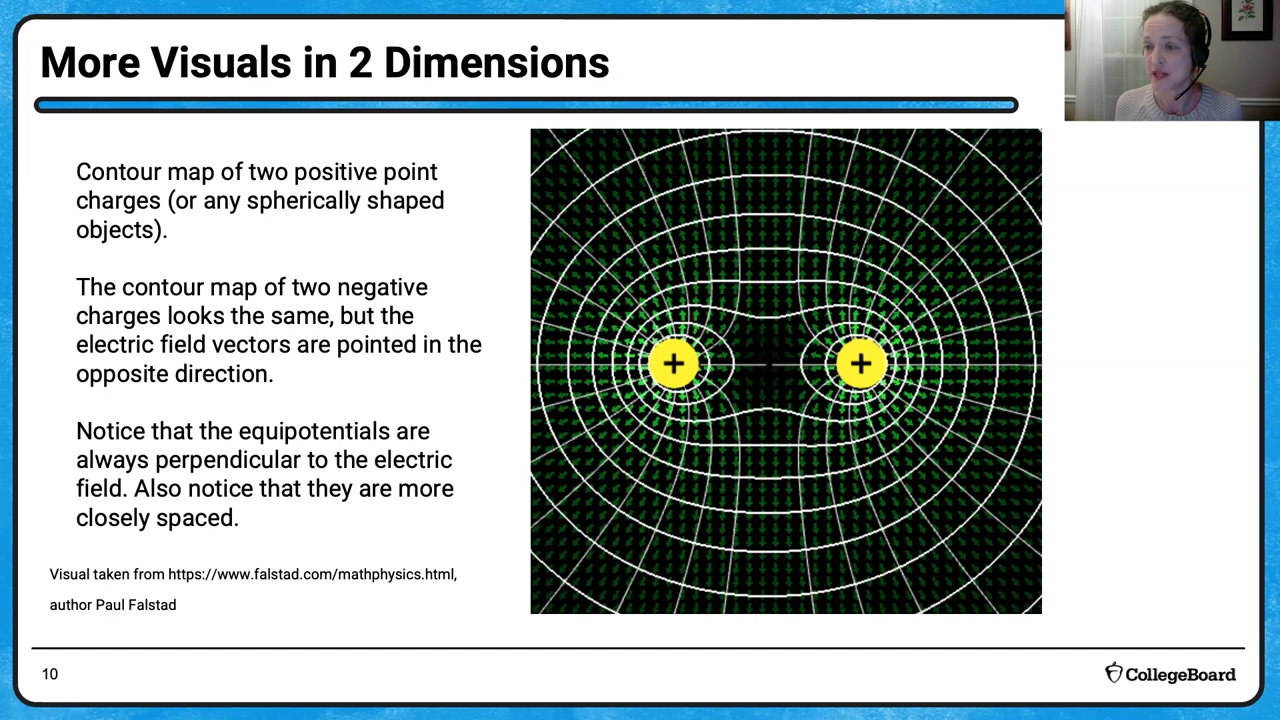 More Visuals in 2 Dimensions
Contour map of two positive point
charges (or any spherically shaped
objects).
The contour map of two negative
charges looks the same, but the
electric field vectors are pointed in the
opposite direction.
Notice that the equipotentials are
always perpendicular to the electric
field. Also notice that they are more
closely spaced.
Visual taken from https://www.falstad.com/mathphysics.html,
author Paul Falstad
+ +
10
CollegeBoard